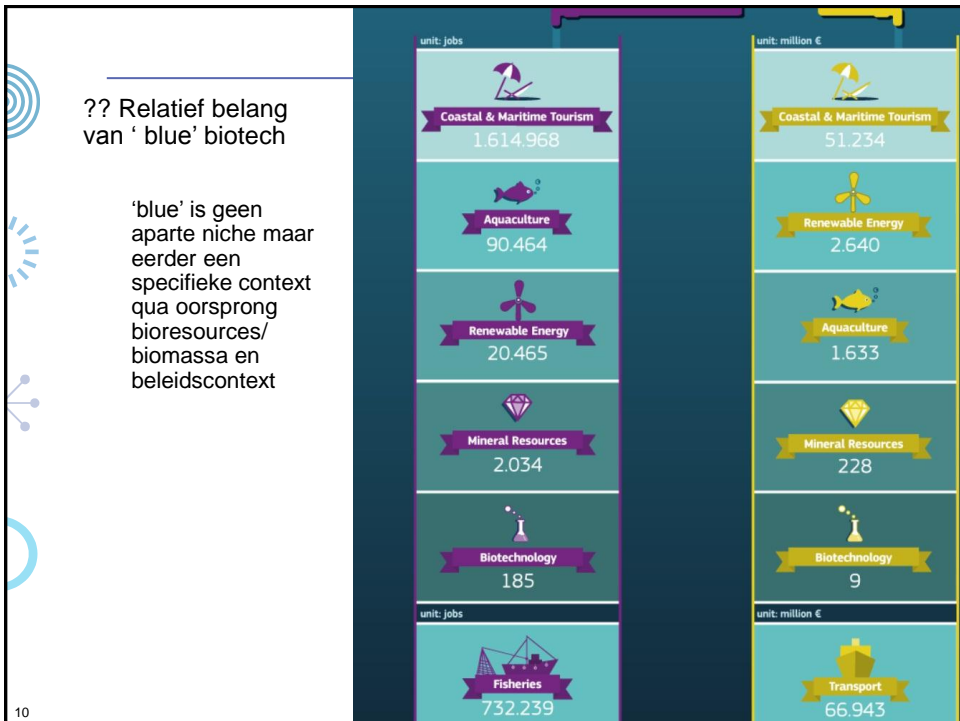 ?? Relatief belang
van ‘ blue’ biotech
‘blue’ is geen
aparte niche maar
eerder een
specifieke context
qua oorsprong
bioresources/
biomassa en
beleidscontext
unit: jobs
Coastal & Maritime Tourism
1.614.968
Aquaculture
90.464
Renewable Energy
20.465
Mineral Resources
2.034
Biotechnology
185
unit: jobs
Fisheries
732.239
unit: million €
Coastal & Maritime Tourism
51.234
Renewable Energy
2.640
Aquaculture
1.633
Mineral Resources
228
Biotechnology
9
unit: million €
Transport
66.943
10